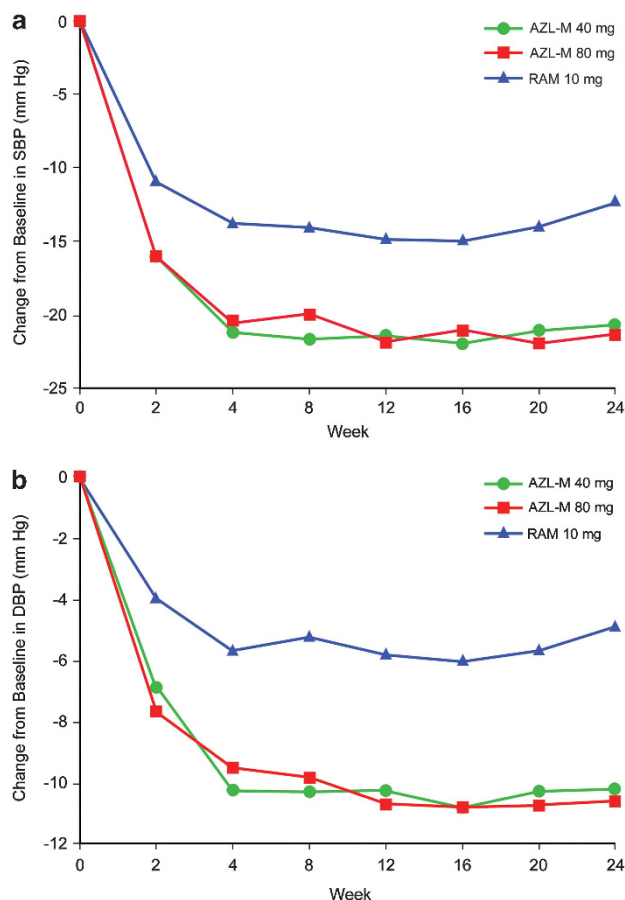 a
0
-5
-10
-15
-20
-25
Change from Baseline in SBP (mm Hg)
AZL-M 40 mg
AZL-M 80 mg
RAM 10 mg
0 2 4 8 12 16 20 24
Week
b
0
-2
-4
-6
-8
-10
-12
Change from Baseline in DBP (mm Hg)
AZL-M 40 mg
AZL-M 80 mg
RAM 10 mg
0 2 4 8 12 16 20 24
Week